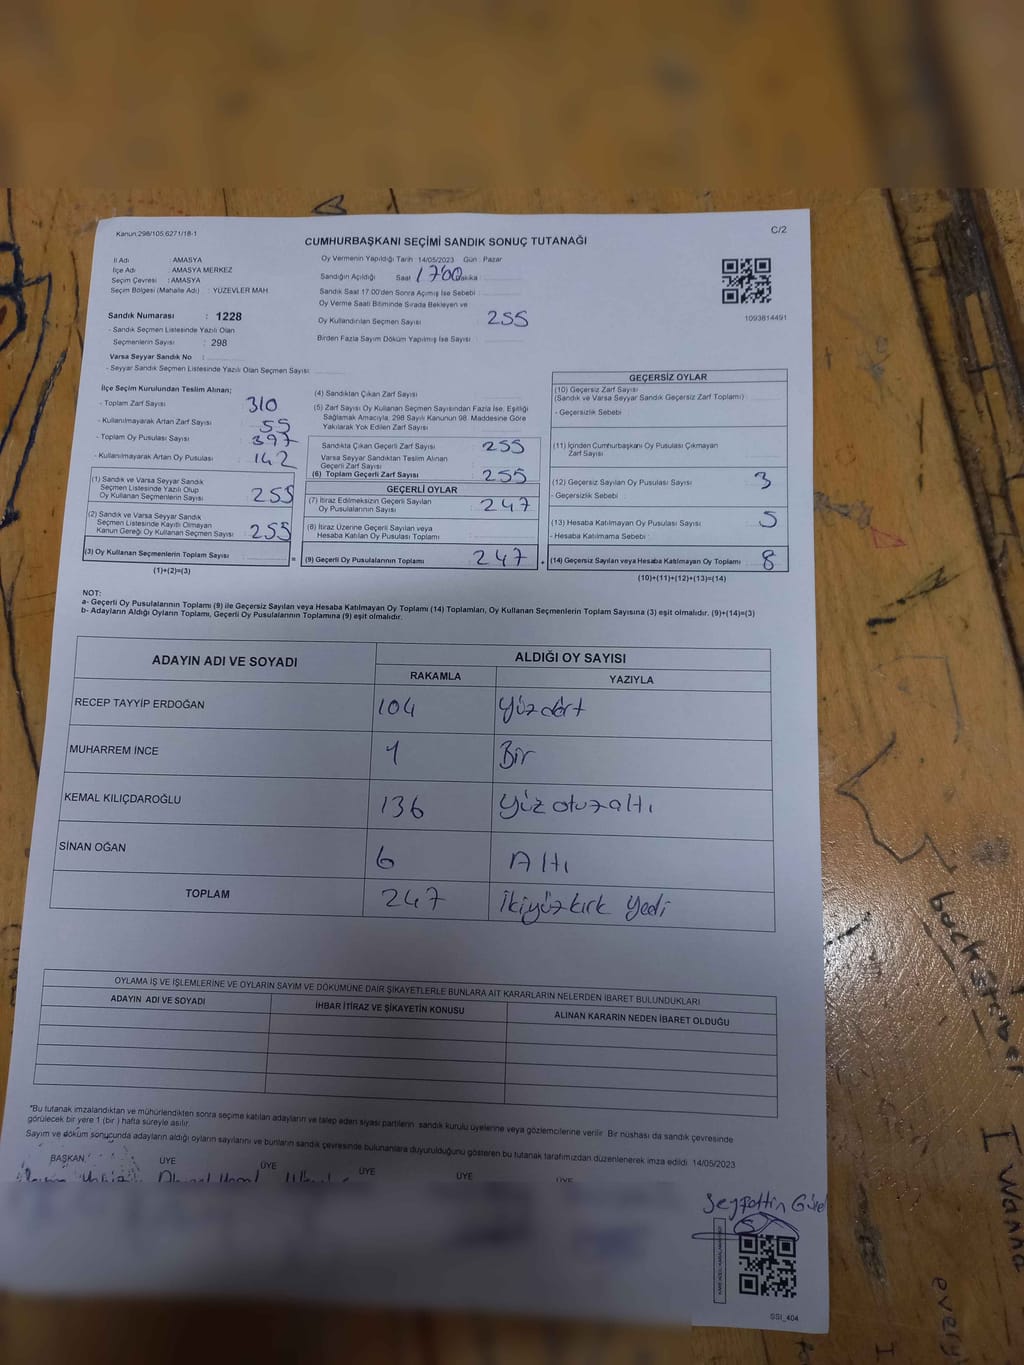 Kanun:298/105,6271/18-1
C/2
CUMHURBAŞKANI SEÇİMİ SANDIK SONUÇ TUTANAĞI
İl Adı : AMASYA
İlçe Adı : AMASYA MERKEZ
Seçim Çevresi : AMASYA
Seçim Bölgesi (Mahalle Adı) : YÜZEVLER MAH
Sandık Numarası : 1228
- Sandık Seçmen Listesinde Yazılı Olan
Seçmenlerin Sayısı : 298
Varsa Seyyar Sandık No :
- Seyyar Sandık Seçmen Listesinde Yazılı Olan Seçmen Sayısı:
Oy Vermenin Yapıldığı Tarih : 14/05/2023 Gün : Pazar
Sandığın Açıldığı Saat 1700 Dakika :
Sandık Saat 17.00'den Sonra Açımış İse Sebebi :
Oy Verme Saati Bitiminde Sırada Bekleyen ve
Oy Kullandırılan Seçmen Sayısı : 255
Birden Fazla Sayım Döküm Yapılmış İse Sayısı :
1093814491
İlçe Seçim Kurulundan Teslim Alınan;
- Toplam Zarf Sayısı : 310
- Kullanılmayarak Artan Zarf Sayısı : 55
- Toplam Oy Pusulası Sayısı : 397
- Kullanılmayarak Artan Oy Pusulası : 142
(1) Sandık ve Varsa Seyyar Sandık
Seçmen Listesinde Yazılı Olup
Oy Kullanan Seçmenlerin Sayısı : 255
(2) Sandık ve Varsa Seyyar Sandık
Seçmen Listesinde Kayıtlı Olmayan
Kanun Gereği Oy Kullanan Seçmen Sayısı : 255
(3) Oy Kullanan Seçmenlerin Toplam Sayısı :
(1)+(2)=(3)
(4) Sandıktan Çıkan Zarf Sayısı :
(5) Zarf Sayısı Oy Kullanan Seçmen Sayısından Fazla İse, Eşitliği
Sağlamak Amacıyla; 298 Sayılı Kanunun 98. Maddesine Göre
Yakılarak Yok Edilen Zarf Sayısı :
Sandıkta Çıkan Geçerli Zarf Sayısı : 255
Varsa Seyyar Sandıktan Teslim Alınan
Geçerli Zarf Sayısı :
(6) Toplam Geçerli Zarf Sayısı : 255
GEÇERLİ OYLAR
(7) İtiraz Edilmeksizin Geçerli Sayılan
Oy Pusulalarının Sayısı : 247
(8) İtiraz Üzerine Geçerli Sayılan veya
Hesaba Katılan Oy Pusulaları Toplamı :
= (9) Geçerli Oy Pusulalarının Toplamı : 247
GEÇERSİZ OYLAR
(10) Geçersiz Zarf Sayısı
(Sandık ve Varsa Seyyar Sandık Geçersiz Zarf Toplamı) :
- Geçersizlik Sebebi :
(11) İçinden Cumhurbaşkanı Oy Pusulası Çıkmayan
Zarf Sayısı :
(12) Geçersiz Sayılan Oy Pusulası Sayısı : 3
- Geçersizlik Sebebi :
(13) Hesaba Katılmayan Oy Pusulası Sayısı : 5
- Hesaba Katılmama Sebebi :
+ (14) Geçersiz Sayılan veya Hesaba Katılmayan Oy Toplamı : 8
(10)+(11)+(12)+(13)=(14)
NOT:
a- Geçerli Oy Pusulalarının Toplamı (9) ile Geçersiz Sayılan veya Hesaba Katılmayan Oy Toplamı (14) Toplamları, Oy Kullanan Seçmenlerin Toplam Sayısına (3) eşit olmalıdır. (9)+(14)=(3)
b- Adayların Aldığı Oyların Toplamı, Geçerli Oy Pusulalarının Toplamına (9) eşit olmalıdır.
ADAYIN ADI VE SOYADI
ALDIĞI OY SAYISI
RAKAMLA YAZIYLA
RECEP TAYYİP ERDOĞAN 104 Yüzdört
MUHARREM İNCE 1 Bir
KEMAL KILIÇDAROĞLU 136 Yüz otuzaltı
SİNAN OĞAN 6 Altı
TOPLAM 247 İkiyüzkırk Yedi
OYLAMA İŞ VE İŞLEMLERİNE VE OYLARIN SAYIM VE DÖKÜMÜNE DAİR ŞİKAYETLERLE BUNLARA AİT KARARLARIN NELERDEN İBARET BULUNDUKLARI
ADAYIN ADI VE SOYADI İHBAR İTİRAZ VE ŞİKAYETİN KONUSU ALINAN KARARIN NEDEN İBARET OLDUĞU
"Bu tutanak imzalandıktan ve mühürlendikten sonra seçime katılan adayların ve talep eden siyasi partilerin sandık kurulu üyelerine veya gözlemcilerine verilir. Bir nüshası da sandık çevresinde
görülecek bir yere 1 (bir) hafta süreyle asılır.
Sayım ve döküm sonucunda adayların aldığı oyların sayılarını ve bunların sandık çevresinde bulunanlara duyurulduğunu gösteren bu tutanak tarafımızdan düzenlenerek imza edildi. 14/05/2023
BAŞKAN ÜYE ÜYE ÜYE ÜYE ÜYE
Seyfettin
SSI_404
back
I wanna
every
I